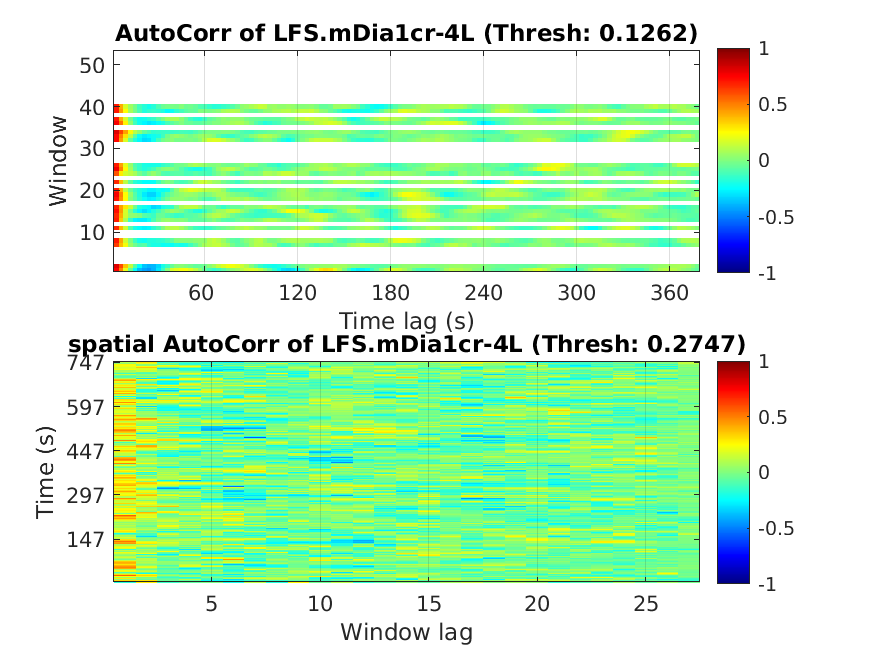 AutoCorr of LFS.mDia1cr-4L (Thresh: 0.1262)
50
40
30
20
10
Window
60 120 180 240 300 360
Time lag (s)
1
0.5
0
-0.5
-1
spatial AutoCorr of LFS.mDia1cr-4L (Thresh: 0.2747)
747
597
447
297
147
Time (s)
5 10 15 20 25
Window lag
1
0.5
0
-0.5
-1